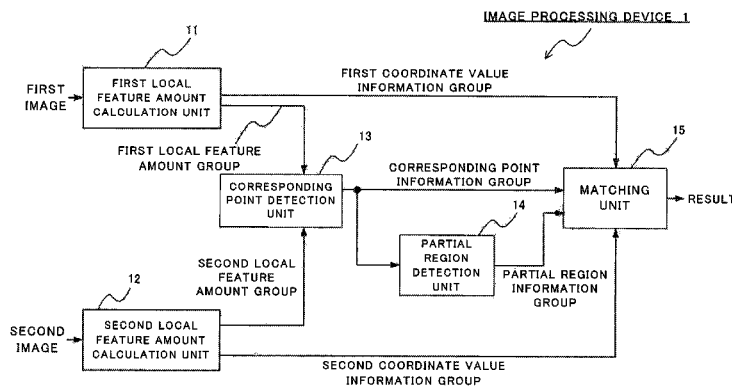 IMAGE PROCESSING DEVICE 1
11
FIRST
IMAGE
FIRST LOCAL
FEATURE AMOUNT
CALCULATION UNIT
FIRST COORDINATE VALUE
INFORMATION GROUP
FIRST LOCAL FEATURE
AMOUNT GROUP
13
CORRESPONDING
POINT DETECTION
UNIT
CORRESPONDING POINT
INFORMATION GROUP
15
MATCHING
UNIT
RESULT
14
PARTIAL
REGION
DETECTION
UNIT
PARTIAL REGION
INFORMATION
GROUP
SECOND LOCAL
FEATURE
AMOUNT GROUP
12
SECOND
IMAGE
SECOND LOCAL
FEATURE AMOUNT
CALCULATION UNIT
SECOND COORDINATE VALUE
INFORMATION GROUP